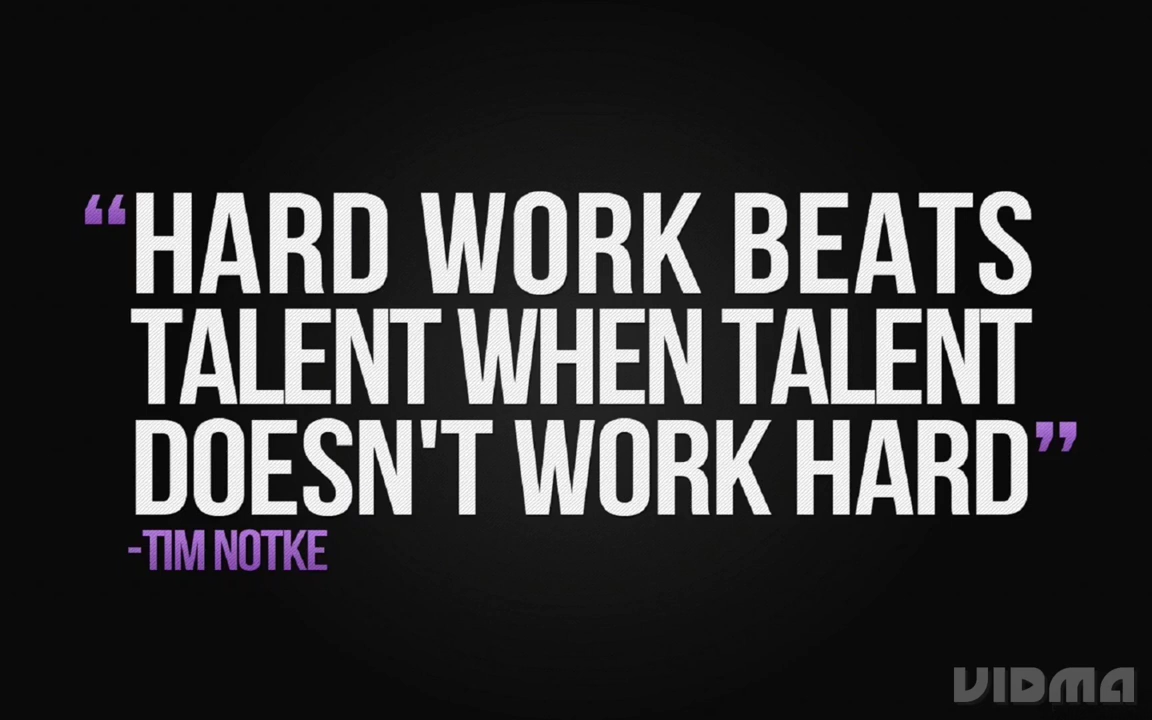 “HARD WORK BEATS
TALENT WHEN TALENT
DOESN'T WORK HARD”
-TIM NOTKE
VIDMA